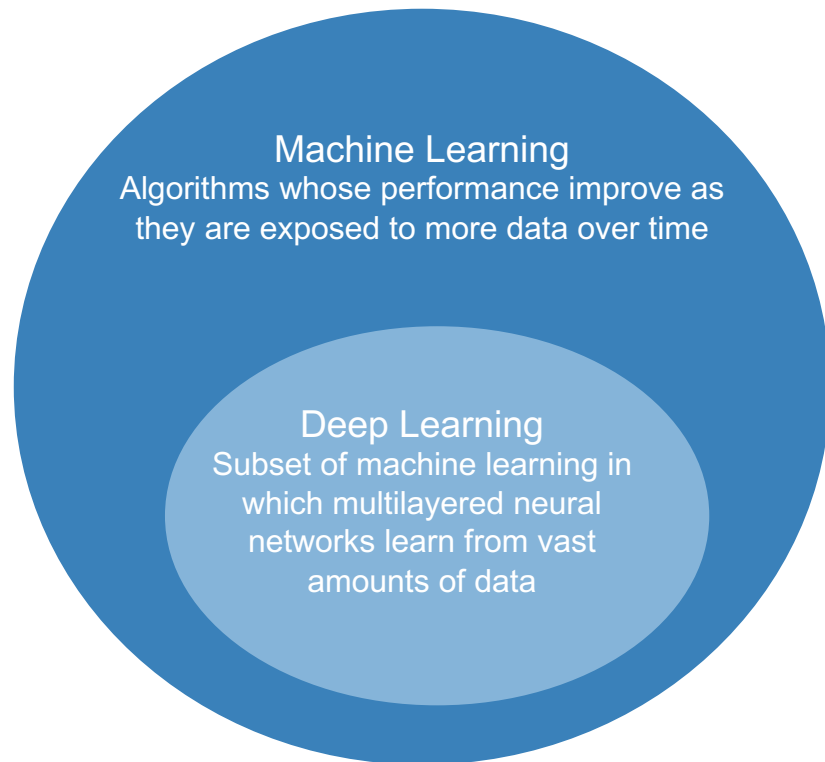 Machine Learning
Algorithms whose performance improve as
they are exposed to more data over time
Deep Learning
Subset of machine learning in
which multilayered neural
networks learn from vast
amounts of data